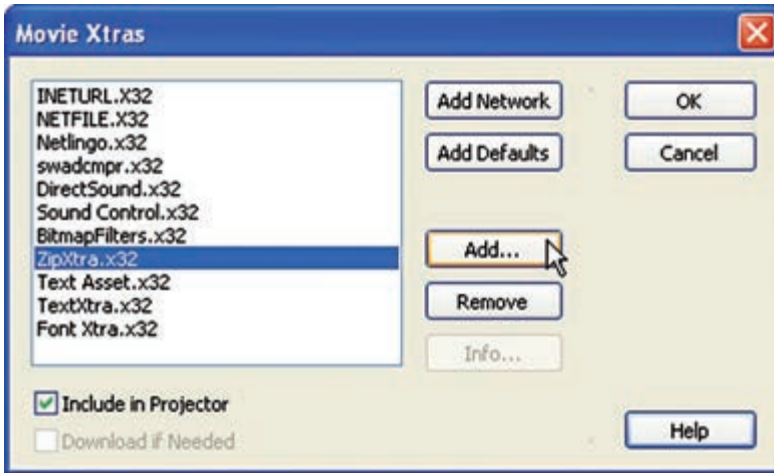 Movie Xtras
INETURL.X32
NETFILE.X32
Netlingo.x32
swadcmpr.x32
DirectSound.x32
Sound Control.x32
BitmapFilters.x32
ZipXtra.x32
Text Asset.x32
TextXtra.x32
Font Xtra.x32
Include in Projector
Download if Needed
Add Network
Add Defaults
Add...
Remove
Info...
OK
Cancel
Help